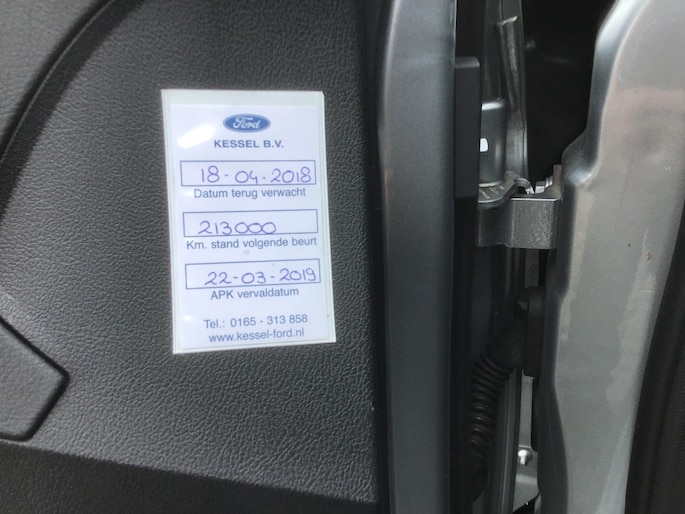 Ford
KESSEL B.V.
18-04-2018
Datum terug verwacht
213000
Km. stand volgende beurt
22-03-2019
APK vervaldatum
Tel.: 0165 - 313 858
www.kessel-ford.nl